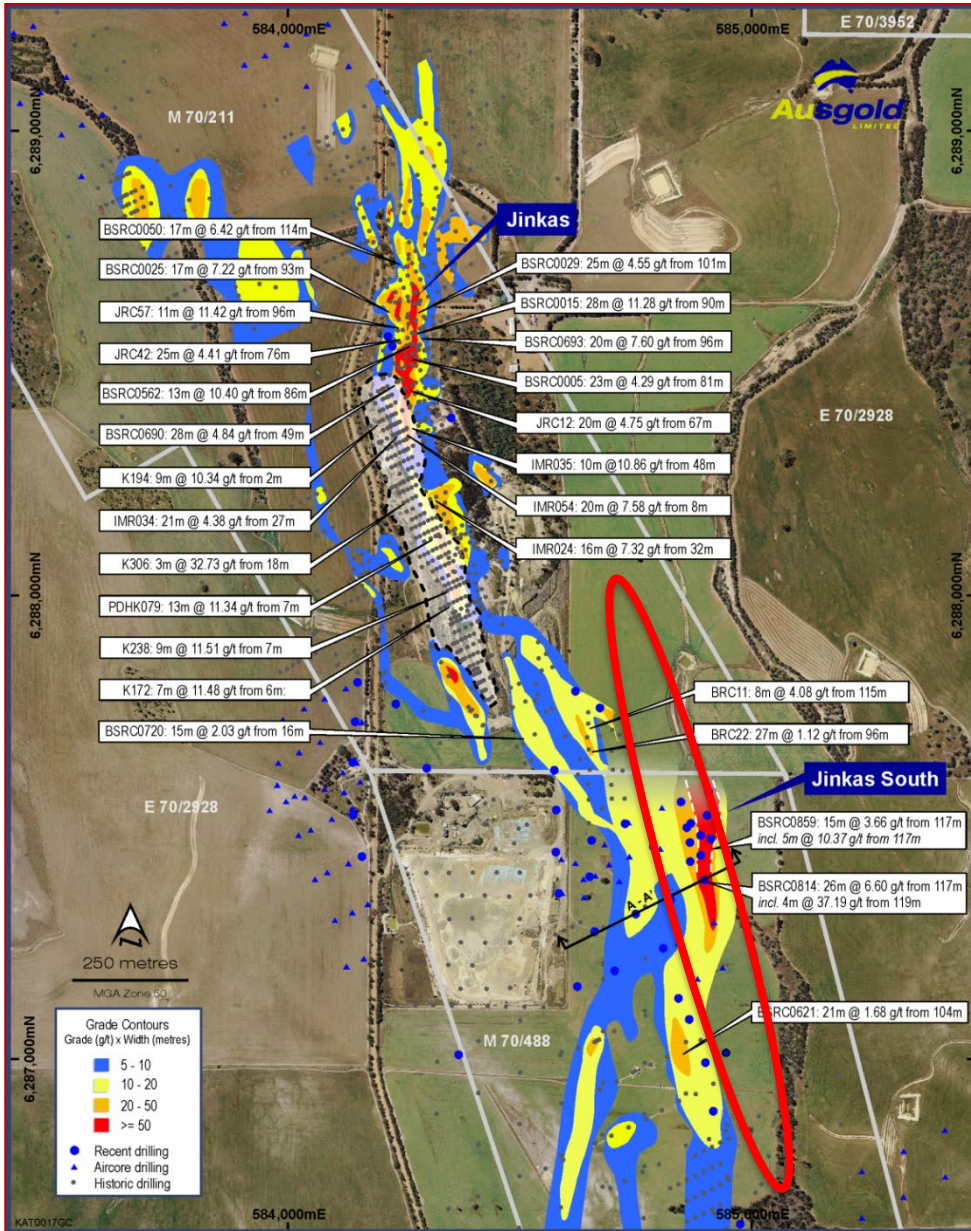 584,000mE
585,000mE
E 70/3952
Ausgold
LIMITED
6,289,000mN
6,289,000mN
M 70/211
Jinkas
BSRC0050: 17m @ 6.42 g/t from 114m
BSRC0025: 17m @ 7.22 g/t from 93m
JRC57: 11m @ 11.42 g/t from 96m
JRC42: 25m @ 4.41 g/t from 76m
BSRC0562: 13m @ 10.40 g/t from 86m
BSRC0690: 28m @ 4.84 g/t from 49m
K194: 9m @ 10.34 g/t from 2m
IMR034: 21m @ 4.38 g/t from 27m
K306: 3m @ 32.73 g/t from 18m
PDHK079: 13m @ 11.34 g/t from 7m
K238: 9m @ 11.51 g/t from 7m
K172: 7m @ 11.48 g/t from 6m:
BSRC0720: 15m @ 2.03 g/t from 16m
BSRC0029: 25m @ 4.55 g/t from 101m
BSRC0015: 28m @ 11.28 g/t from 90m
BSRC0693: 20m @ 7.60 g/t from 96m
BSRC0005: 23m @ 4.29 g/t from 81m
JRC12: 20m @ 4.75 g/t from 67m
IMR035: 10m @10.86 g/t from 48m
IMR054: 20m @ 7.58 g/t from 8m
IMR024: 16m @ 7.32 g/t from 32m
E 70/2928
6,288,000mN
6,288,000mN
BRC11: 8m @ 4.08 g/t from 115m
BRC22: 27m @ 1.12 g/t from 96m
Jinkas South
E 70/2928
BSRC0859: 15m @ 3.66 g/t from 117m
incl. 5m @ 10.37 g/t from 117m
BSRC0814: 26m @ 6.60 g/t from 117m
incl. 4m @ 37.19 g/t from 119m
A - A'
BSRC0621: 21m @ 1.68 g/t from 104m
M 70/488
N
250 metres
MGA Zone 50
Grade Contours
Grade (g/t) x Width (metres)
5 - 10
10 - 20
20 - 50
>= 50
Recent drilling
Aircore drilling
Historic drilling
6,287,000mN
6,287,000mN
KAT0017GC
584,000mE
585,000mE